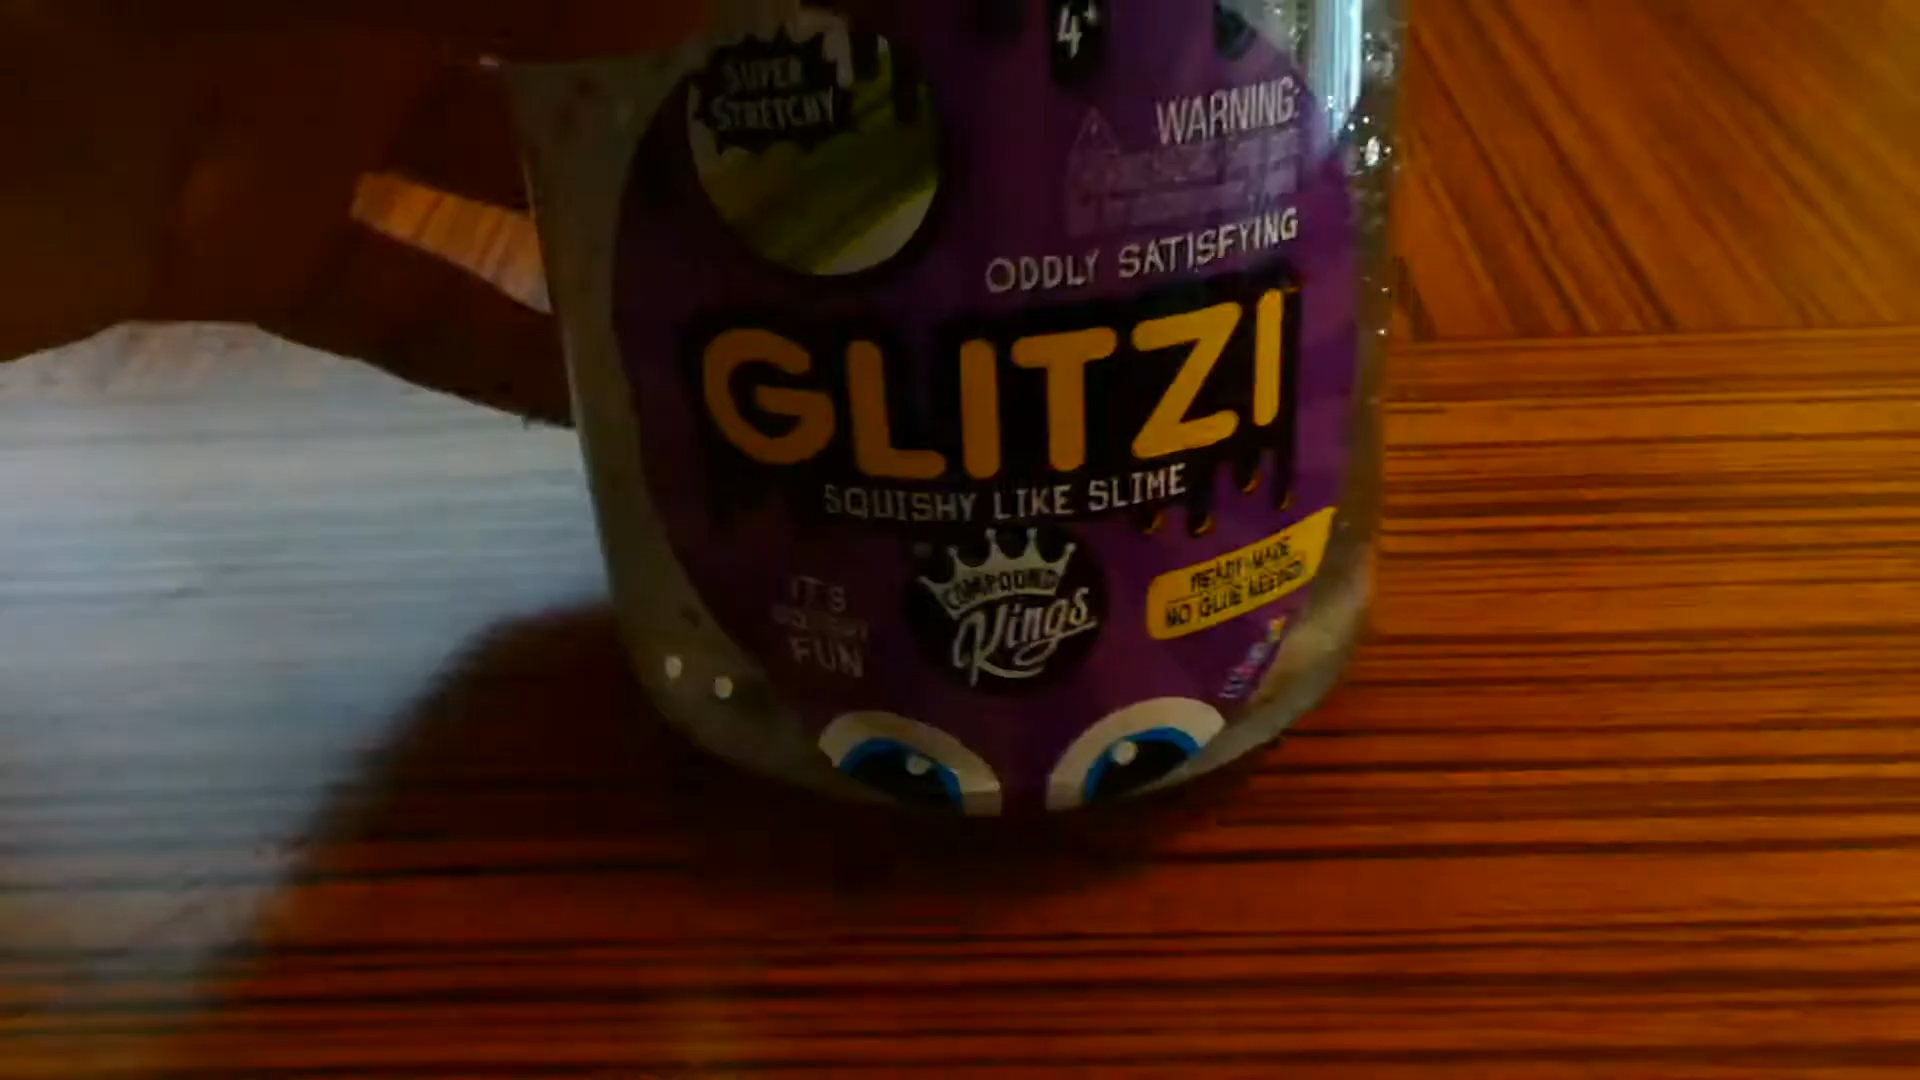 4+
SUPER
STRETCHY
WARNING:
ODDLY SATISFYING
GLITZI
SQUISHY LIKE SLIME
COMPOUND
Kings
READY-MADE
NO GLUE NEEDED!
IT'S
FUN